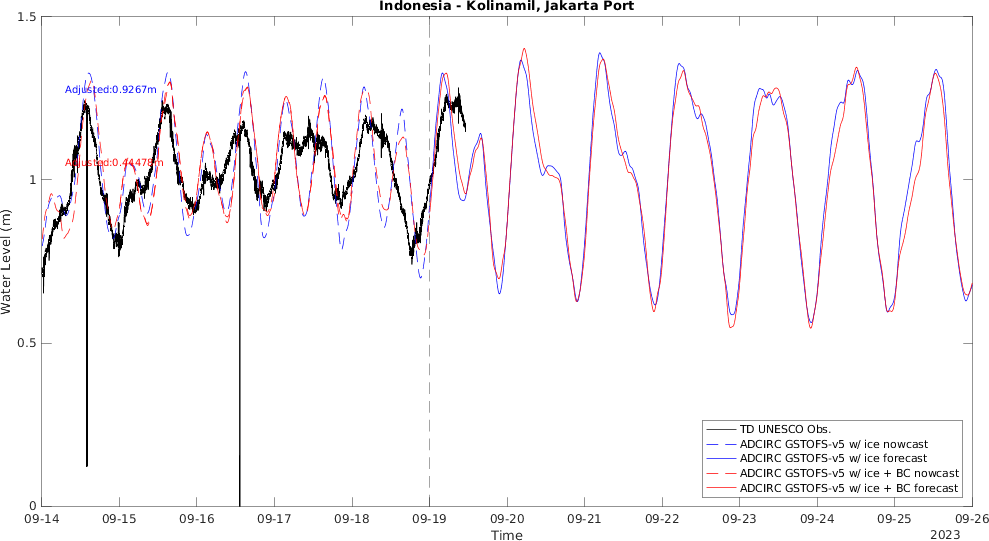 Indonesia - Kolinamil, Jakarta Port
1.5
1
0.5
0
Water Level (m)
Adjusted:0.9267m
TD UNESCO Obs.
ADCIRC GSTOFS-v5 w/ ice nowcast
ADCIRC GSTOFS-v5 w/ ice forecast
ADCIRC GSTOFS-v5 w/ ice + BC nowcast
ADCIRC GSTOFS-v5 w/ ice + BC forecast
09-14 09-15 09-16 09-17 09-18 09-19 09-20 09-21 09-22 09-23 09-24 09-25 09-26
Time
2023